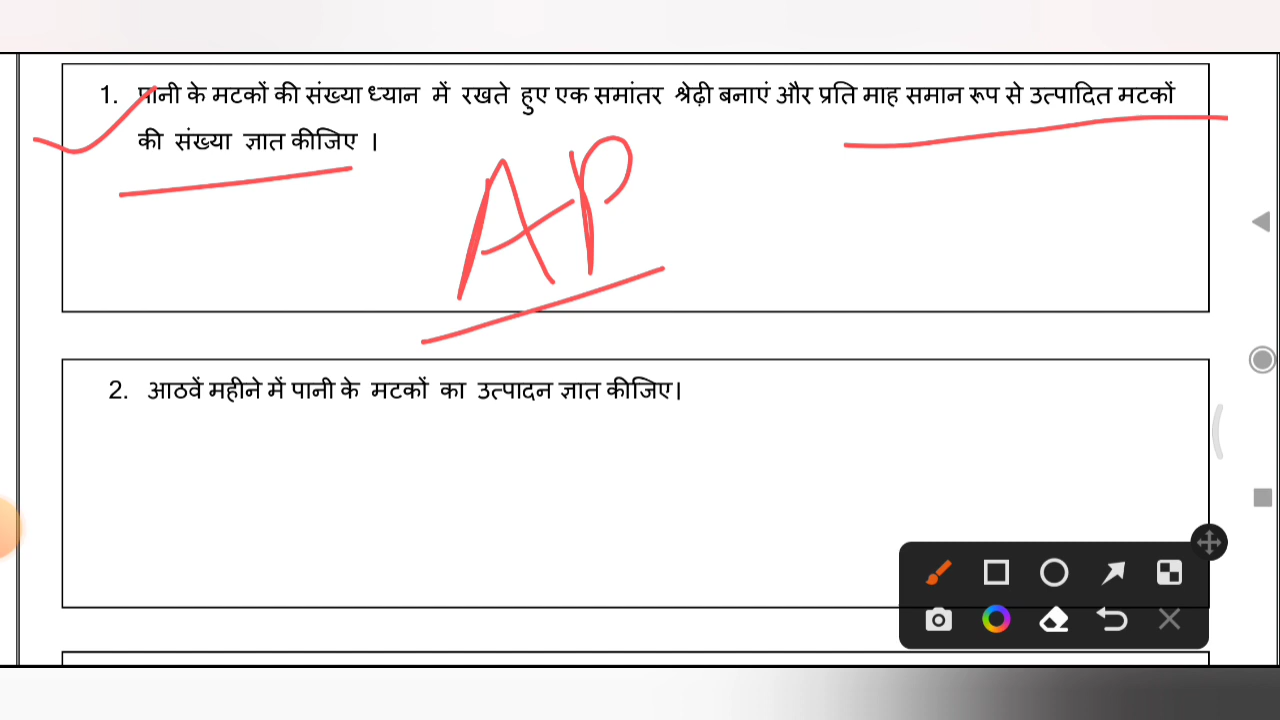 1. पानी के मटकों की संख्या ध्यान में रखते हुए एक समांतर श्रेढ़ी बनाएं और प्रति माह समान रूप से उत्पादित मटकों
की संख्या ज्ञात कीजिए ।
AP
2. आठवें महीने में पानी के मटकों का उत्पादन ज्ञात कीजिए।